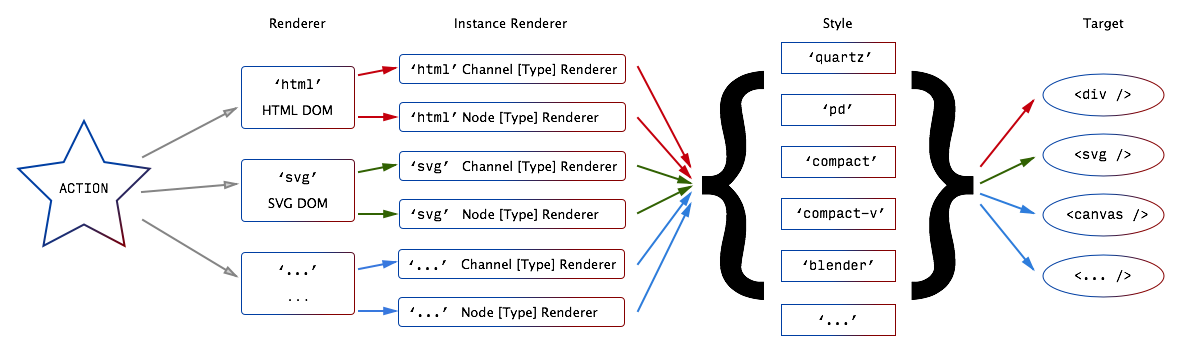 Renderer
Instance Renderer
Style
Target
ACTION
‘html’
HTML DOM
‘svg’
SVG DOM
‘...’
...
‘html’ Channel [Type] Renderer
‘html’ Node [Type] Renderer
‘svg’ Channel [Type] Renderer
‘svg’ Node [Type] Renderer
‘...’ Channel [Type] Renderer
‘...’ Node [Type] Renderer
‘quartz’
‘pd’
‘compact’
‘compact-v’
‘blender’
‘...’
<div />
<svg />
<canvas />
<... />